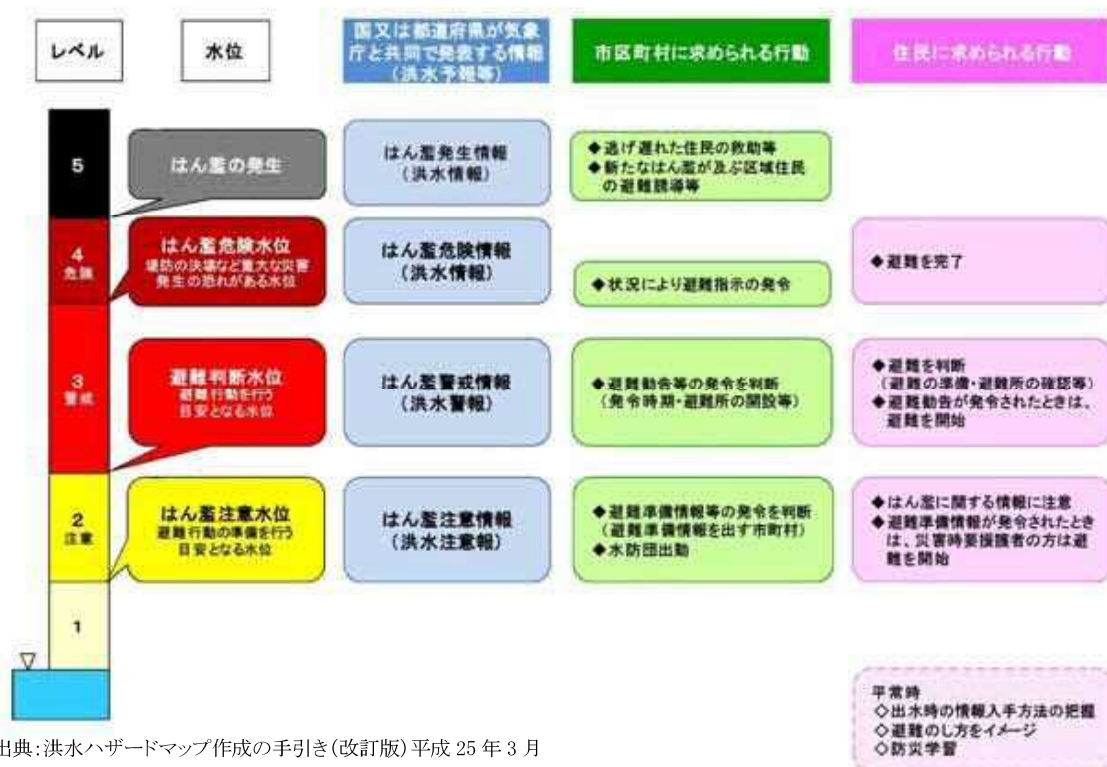 レベル
水位
国又は都道府県が気象
庁と共同で発表する情報
(洪水予報等)
市区町村に求められる行動
住民に求められる行動
5
はん濫の発生
はん濫発生情報
(洪水情報)
◆逃げ遅れた住民の救助等
◆新たなはん濫が及ぶ区域住民
の避難誘導等
4
危険
はん濫危険水位
堤防の決壊など重大な災害
発生の恐れがある水位
はん濫危険情報
(洪水情報)
◆状況により避難指示の発令
◆避難を完了
3
警戒
避難判断水位
避難行動を行う
目安となる水位
はん濫警戒情報
(洪水警報)
◆避難勧告等の発令を判断
(発令時期・避難所の開設等)
◆避難を判断
(避難の準備・避難所の確認等)
◆避難勧告が発令されたときは、
避難を開始
2
注意
はん濫注意水位
避難行動の準備を行う
目安となる水位
はん濫注意情報
(洪水注意報)
◆避難準備情報等の発令を判断
(避難準備情報を出す市町村)
◆水防団出動
◆はん濫に関する情報に注意
◆避難準備情報が発令されたとき
は、災害時要援護者の方は避
難を開始
1
▽
平常時
◇出水時の情報入手方法の把握
◇避難のし方をイメージ
◇防災学習
出典:洪水ハザードマップ作成の手引き(改訂版)平成 25 年 3 月